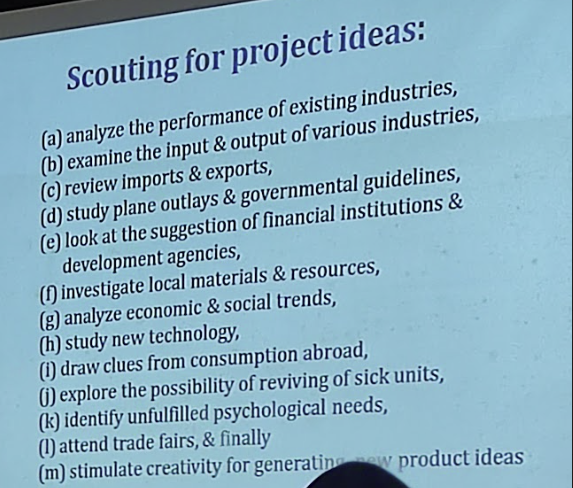 Scouting for project ideas:
(a) analyze the performance of existing industries,
(b) examine the input & output of various industries,
(c) review imports & exports,
(d) study plane outlays & governmental guidelines,
(e) look at the suggestion of financial institutions &
development agencies,
(f) investigate local materials & resources,
(g) analyze economic & social trends,
(h) study new technology,
(i) draw clues from consumption abroad,
(j) explore the possibility of reviving of sick units,
(k) identify unfulfilled psychological needs,
(l) attend trade fairs, & finally
(m) stimulate creativity for generating new product ideas